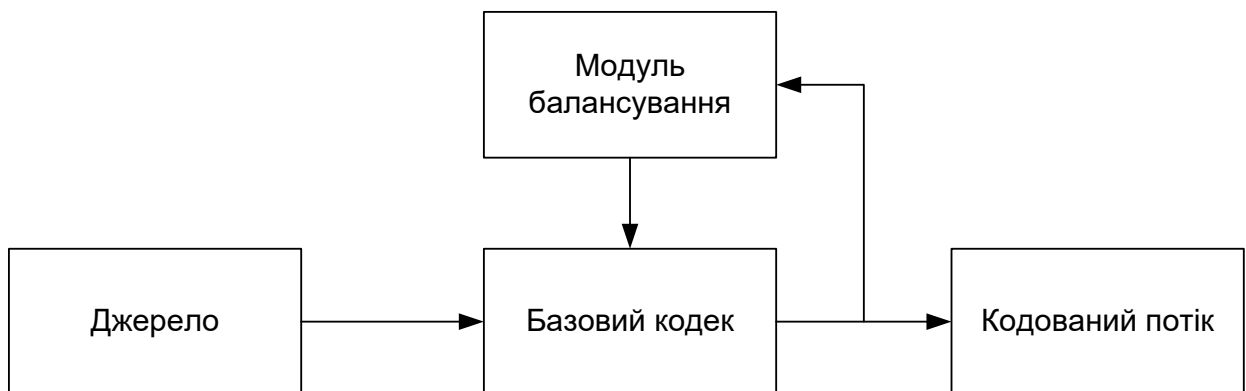 Модуль
балансування
Джерело
Базовий кодек
Кодований потік